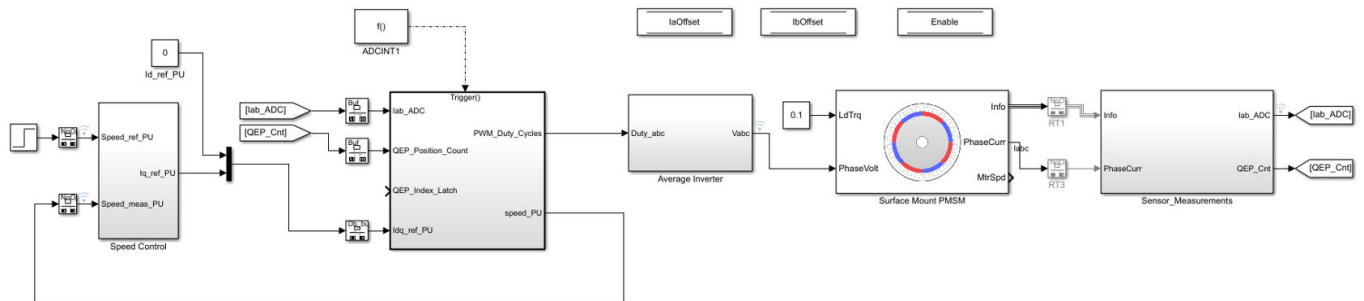 IaOffset
IbOffset
Enable
f()
ADCINT1
0
Id_ref_PU
[Iab_ADC]
[QEP_Cnt]
Buf
Buf
Trigger()
Iab_ADC
QEP_Position_Count
QEP_Index_Latch
Idq_ref_PU
PWM_Duty_Cycles
speed_PU
Speed_ref_PU
Iq_ref_PU
Speed_meas_PU
Speed Control
Duty_abc
Vabc
Average Inverter
0.1
LdTrq
PhaseVolt
Info
PhaseCurr
Iabc
MtrSpd
Surface Mount PMSM
RT1
RT3
Info
PhaseCurr
Iab_ADC
QEP_Cnt
Sensor_Measurements
[Iab_ADC]
[QEP_Cnt]